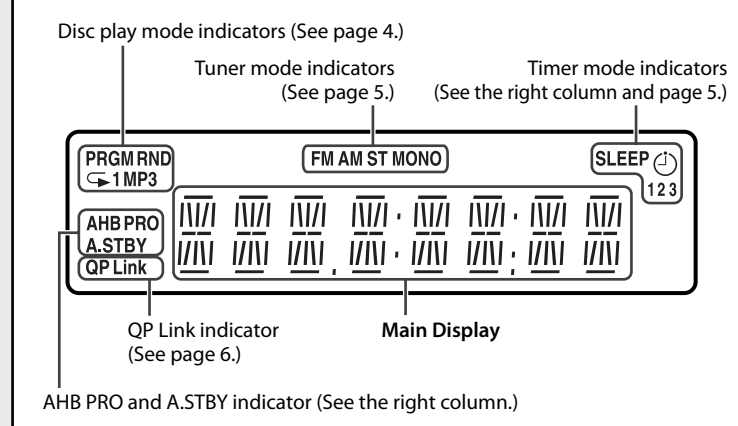 Disc play mode indicators (See page 4.)
Tuner mode indicators
(See page 5.)
Timer mode indicators
(See the right column and page 5.)
PRGM RND
1 MP3
FM AM ST MONO
SLEEP
1 2 3
AHB PRO
A.STBY
QP Link
QP Link indicator
(See page 6.)
Main Display
AHB PRO and A.STBY indicator (See the right column.)